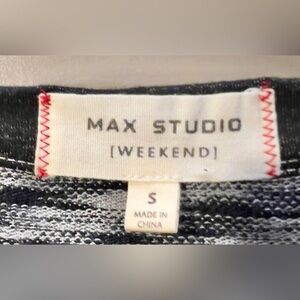 MAX STUDIO
[WEEKEND]
S
MADE IN
CHINA